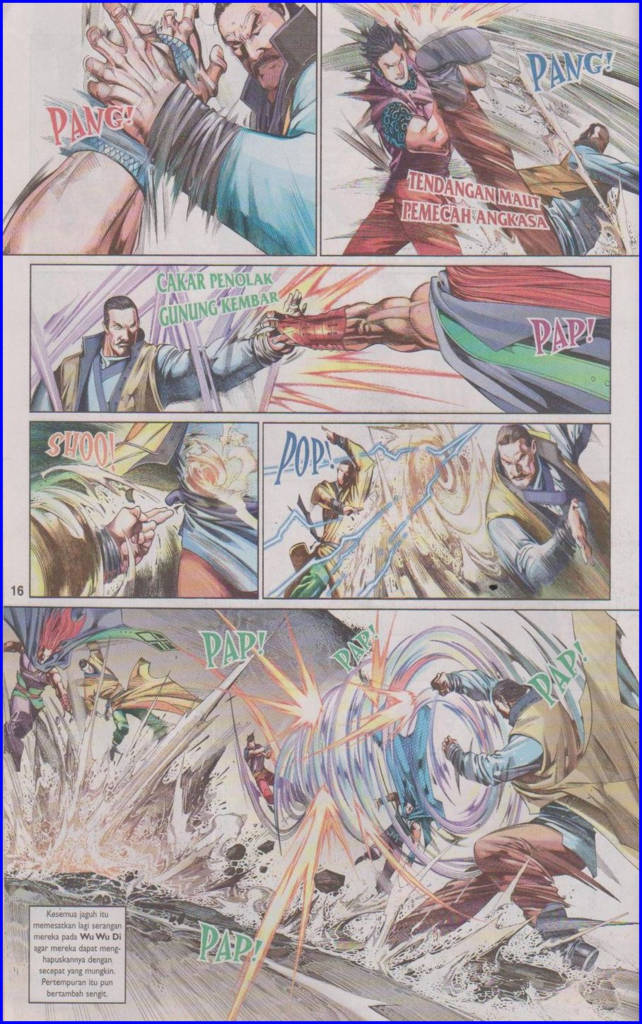 PANG!
PANG!
TENDANGAN MAUT
PEMECAH ANGKASA
CAKAR PENOLAK
GUNUNG KEMBAR
PAP!
SHOO!
POP!
16
PAP!
PAP!
PAP!
PAP!
Kesemua jaguh itu
memesatkan lagi serangan
mereka pada Wu Wu Di
agar mereka dapat meng-
hapuskannya dengan
secepat yang mungkin.
Pertempuran itu pun
bertambah sengit.